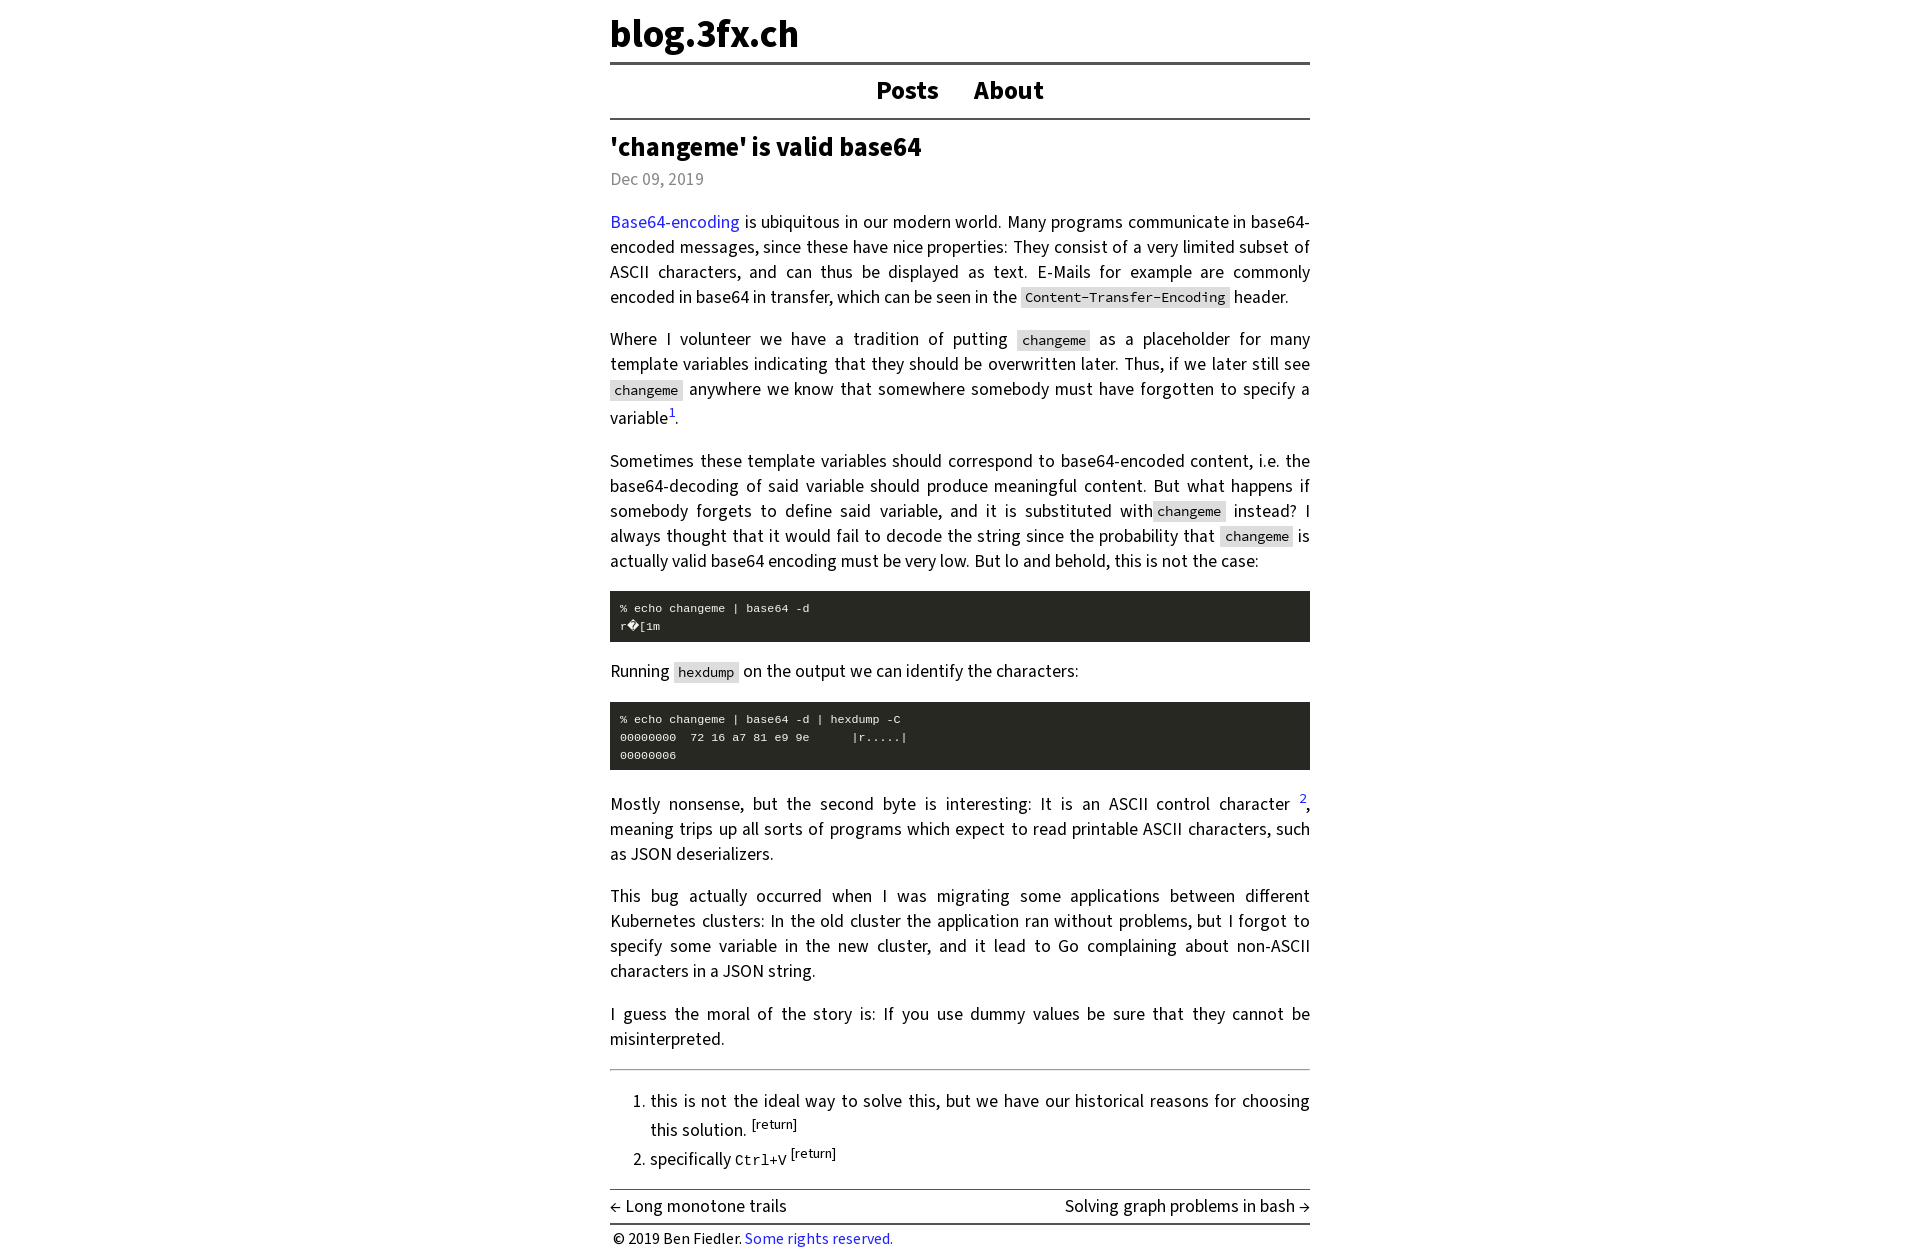 blog.3fx.ch
Posts About
'changeme' is valid base64
Dec 09, 2019
Base64-encoding is ubiquitous in our modern world. Many programs communicate in base64-
encoded messages, since these have nice properties: They consist of a very limited subset of
ASCII characters, and can thus be displayed as text. E-Mails for example are commonly
encoded in base64 in transfer, which can be seen in the Content-Transfer-Encoding header.
Where I volunteer we have a tradition of putting changeme as a placeholder for many
template variables indicating that they should be overwritten later. Thus, if we later still see
changeme anywhere we know that somewhere somebody must have forgotten to specify a
variable1.
Sometimes these template variables should correspond to base64-encoded content, i.e. the
base64-decoding of said variable should produce meaningful content. But what happens if
somebody forgets to define said variable, and it is substituted with changeme instead? I
always thought that it would fail to decode the string since the probability that changeme is
actually valid base64 encoding must be very low. But lo and behold, this is not the case:
% echo changeme | base64 -d
r�[1m
Running hexdump on the output we can identify the characters:
% echo changeme | base64 -d | hexdump -C
00000000  72 16 a7 81 e9 9e      |r.....|
00000006
Mostly nonsense, but the second byte is interesting: It is an ASCII control character 2,
meaning trips up all sorts of programs which expect to read printable ASCII characters, such
as JSON deserializers.
This bug actually occurred when I was migrating some applications between different
Kubernetes clusters: In the old cluster the application ran without problems, but I forgot to
specify some variable in the new cluster, and it lead to Go complaining about non-ASCII
characters in a JSON string.
I guess the moral of the story is: If you use dummy values be sure that they cannot be
misinterpreted.
1. this is not the ideal way to solve this, but we have our historical reasons for choosing
this solution. [return]
2. specifically Ctrl+V [return]
← Long monotone trails Solving graph problems in bash →
© 2019 Ben Fiedler. Some rights reserved.